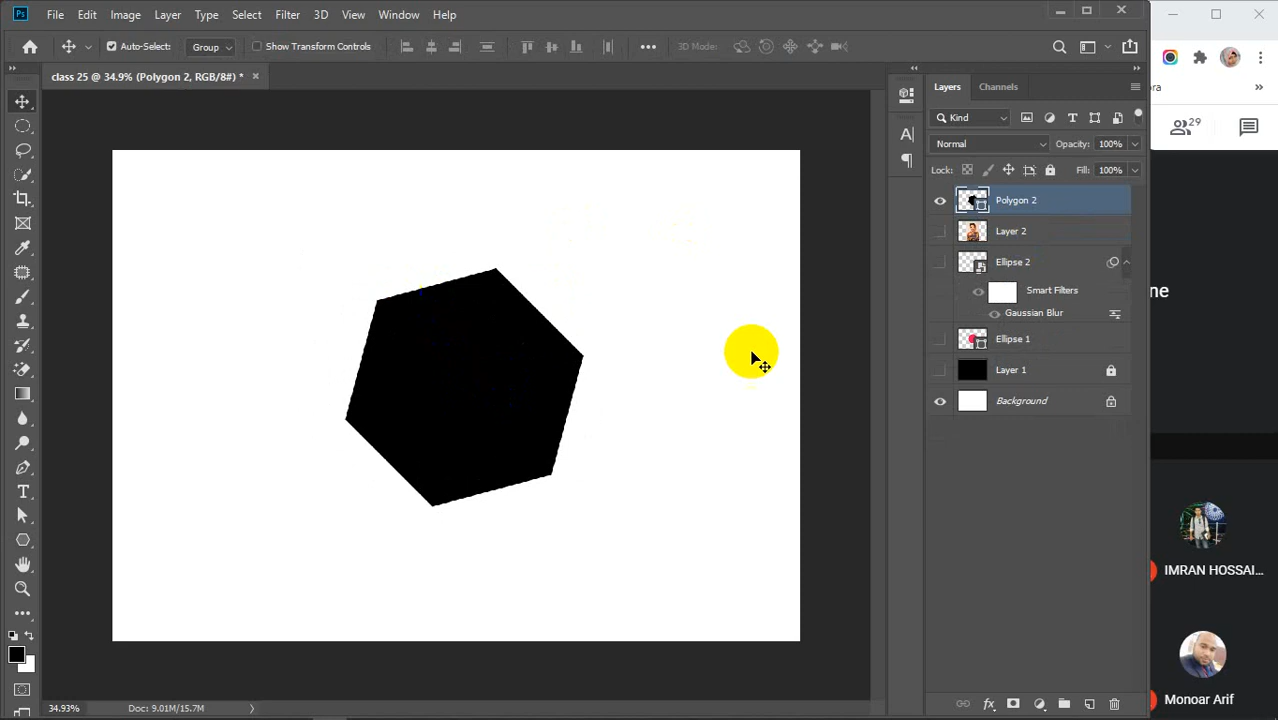 Ps File Edit Image Layer Type Select Filter 3D View Window Help
Auto-Select: Group Show Transform Controls 3D Mode:
class 25 @ 34.9% (Polygon 2, RGB/8#) *
Layers Channels
Kind
Normal Opacity: 100%
Lock: Fill: 100%
Polygon 2
Layer 2
Ellipse 2
Smart Filters
Gaussian Blur
Ellipse 1
Layer 1
Background
34.93% Doc: 9.01M/15.7M
ora
29
ne
IMRAN HOSSAI...
Monoar Arif